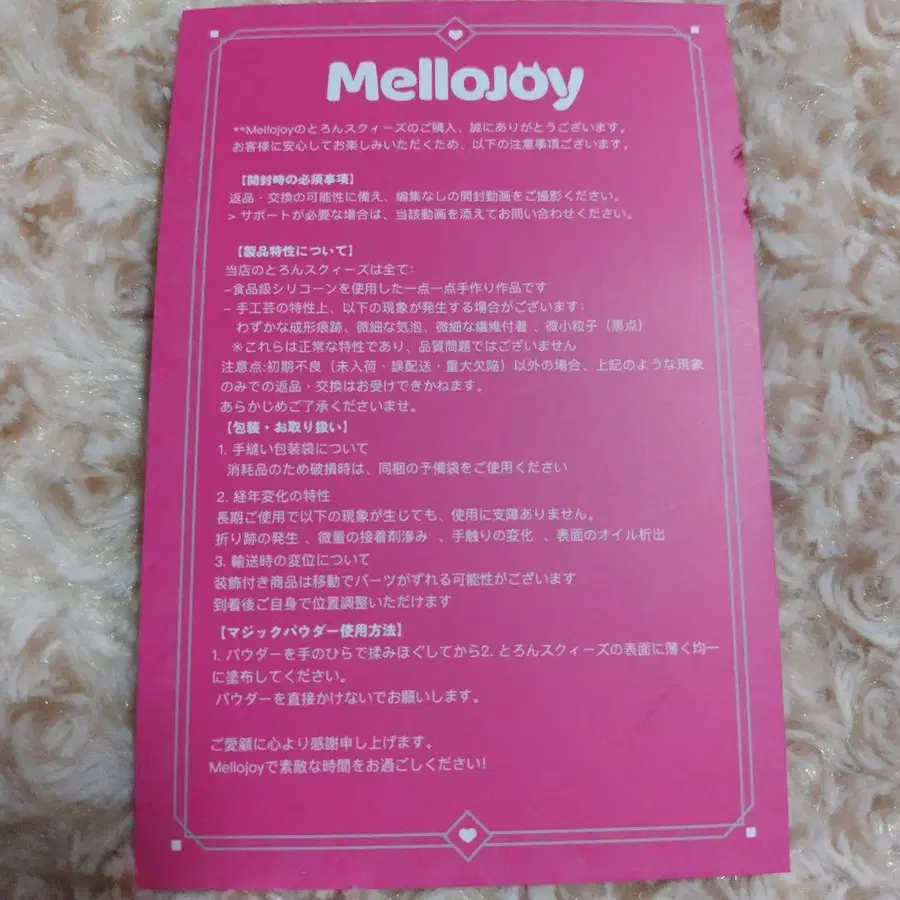 Mellojoy
**Mellojoyのとろんスクィーズのご購入、誠にありがとうございます。
お客様に安心してお楽しみいただくため、以下の注意事項ございます。
【開封時の必須事項】
返品・交換の可能性に備え、編集なしの開封動画をご撮影ください。
> サポートが必要な場合は、当該動画を添えてお問い合わせください。
【製品特性について】
当店のとろんスクィーズは全て:
–食品級シリコーンを使用した一点一点手作り作品です
– 手工芸の特性上、以下の現象が発生する場合がございます:
わずかな成形痕跡、微細な気泡、微細な繊維付着 、微小粒子（黒点）
※これらは正常な特性であり、品質問題ではございません
注意点:初期不良（未入荷・誤配送・重大欠陥）以外の場合、上記のような現象
のみでの返品・交換はお受けできかねます。
あらかじめご了承くださいませ。
【包装・お取り扱い】
1. 手縫い包装袋について
消耗品のため破損時は、同梱の予備袋をご使用ください
2. 経年変化の特性
長期ご使用で以下の現象が生じても、使用に支障ありません。
折り跡の発生 、微量の接着剤滲み 、手触りの変化 、表面のオイル析出
3. 輸送時の変位について
装飾付き商品は移動でパーツがずれる可能性がございます
到着後ご自身で位置調整いただけます
【マジックパウダー使用方法】
1. パウダーを手のひらで揉みほぐしてから2. とろんスクィーズの表面に薄く均一
に塗布してください。
パウダーを直接かけないでお願いします。
ご愛顧に心より感謝申し上げます。
Mellojoyで素敵な時間をお過ごしください!